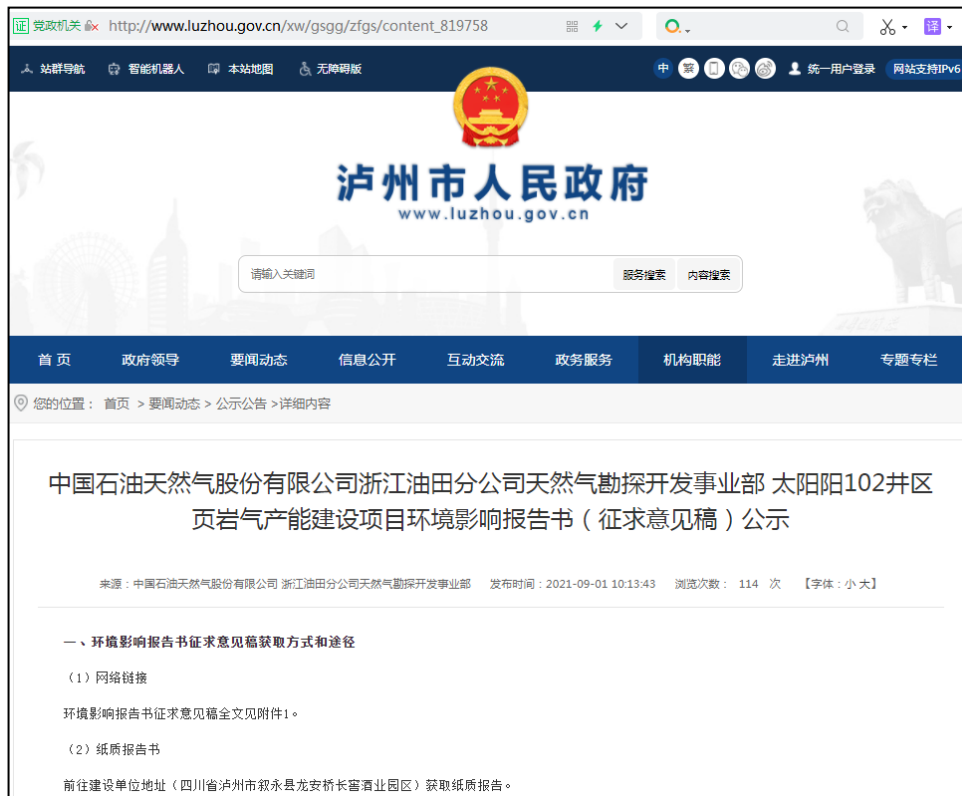 证 党政机关 http://www.luzhou.gov.cn/xw/gsgg/zfgs/content_819758 译
站群导航 智能机器人 本站地图 无障碍版 中 繁 统一用户登录 网站支持IPv6
泸州市人民政府
www.luzhou.gov.cn
请输入关键词 服务搜索 内容搜索
首页 政府领导 要闻动态 信息公开 互动交流 政务服务 机构职能 走进泸州 专题专栏
您的位置： 首页 > 要闻动态 > 公示公告 >详细内容
中国石油天然气股份有限公司浙江油田分公司天然气勘探开发事业部 太阳阳102井区
页岩气产能建设项目环境影响报告书（征求意见稿）公示
来源：中国石油天然气股份有限公司 浙江油田分公司天然气勘探开发事业部 发布时间：2021-09-01 10:13:43 浏览次数： 114 次 【字体：小 大】
一、环境影响报告书征求意见稿获取方式和途径
（1）网络链接
环境影响报告书征求意见稿全文见附件1。
（2）纸质报告书
前往建设单位地址（四川省泸州市叙永县龙安桥长窖酒业园区）获取纸质报告。